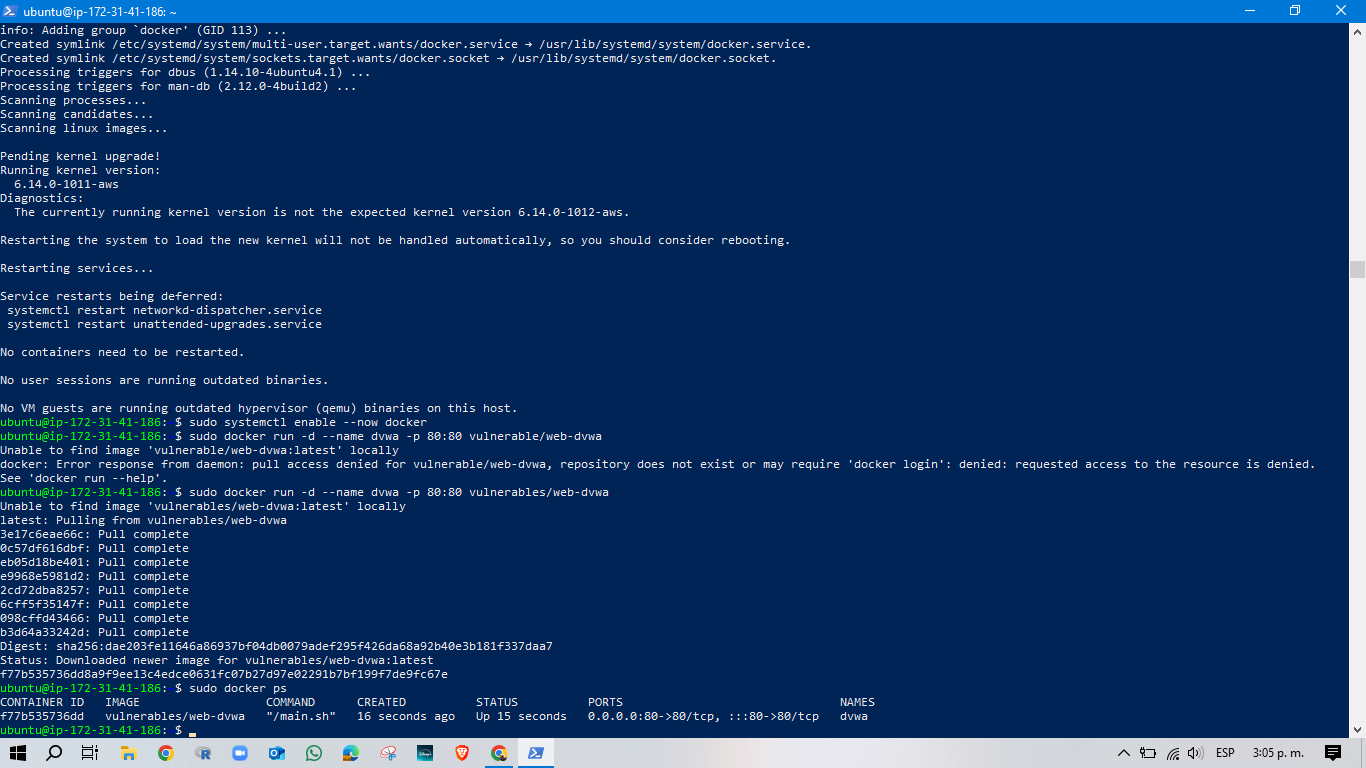 ubuntu@ip-172-31-41-186: ~
info: Adding group `docker' (GID 113) ...
Created symlink /etc/systemd/system/multi-user.target.wants/docker.service → /usr/lib/systemd/system/docker.service.
Created symlink /etc/systemd/system/sockets.target.wants/docker.socket → /usr/lib/systemd/system/docker.socket.
Processing triggers for dbus (1.14.10-4ubuntu4.1) ...
Processing triggers for man-db (2.12.0-4build2) ...
Scanning processes...
Scanning candidates...
Scanning linux images...
Pending kernel upgrade!
Running kernel version:
  6.14.0-1011-aws
Diagnostics:
  The currently running kernel version is not the expected kernel version 6.14.0-1012-aws.
Restarting the system to load the new kernel will not be handled automatically, so you should consider rebooting.
Restarting services...
Service restarts being deferred:
 systemctl restart networkd-dispatcher.service
 systemctl restart unattended-upgrades.service
No containers need to be restarted.
No user sessions are running outdated binaries.
No VM guests are running outdated hypervisor (qemu) binaries on this host.
ubuntu@ip-172-31-41-186: $ sudo systemctl enable --now docker
ubuntu@ip-172-31-41-186: $ sudo docker run -d --name dvwa -p 80:80 vulnerable/web-dvwa
Unable to find image 'vulnerable/web-dvwa:latest' locally
docker: Error response from daemon: pull access denied for vulnerable/web-dvwa, repository does not exist or may require 'docker login': denied: requested access to the resource is denied.
See 'docker run --help'.
ubuntu@ip-172-31-41-186: $ sudo docker run -d --name dvwa -p 80:80 vulnerables/web-dvwa
Unable to find image 'vulnerables/web-dvwa:latest' locally
latest: Pulling from vulnerables/web-dvwa
3e17c6eae66c: Pull complete
0c57df616dbf: Pull complete
eb05d18be401: Pull complete
e9968e5981d2: Pull complete
2cd72dba8257: Pull complete
6cff5f35147f: Pull complete
098cffd43466: Pull complete
b3d64a33242d: Pull complete
Digest: sha256:dae203fe11646a86937bf04db0079adef295f426da68a92b40e3b181f337daa7
Status: Downloaded newer image for vulnerables/web-dvwa:latest
f77b535736dd8a9f9ee13c4edce0631fc07b27d97e02291b7bf199f7de9fc67e
ubuntu@ip-172-31-41-186: $ sudo docker ps
CONTAINER ID   IMAGE                  COMMAND      CREATED          STATUS          PORTS                               NAMES
f77b535736dd   vulnerables/web-dvwa   "/main.sh"   16 seconds ago   Up 15 seconds   0.0.0.0:80->80/tcp, :::80->80/tcp   dvwa
ubuntu@ip-172-31-41-186: $
ESP 3:05 p. m.